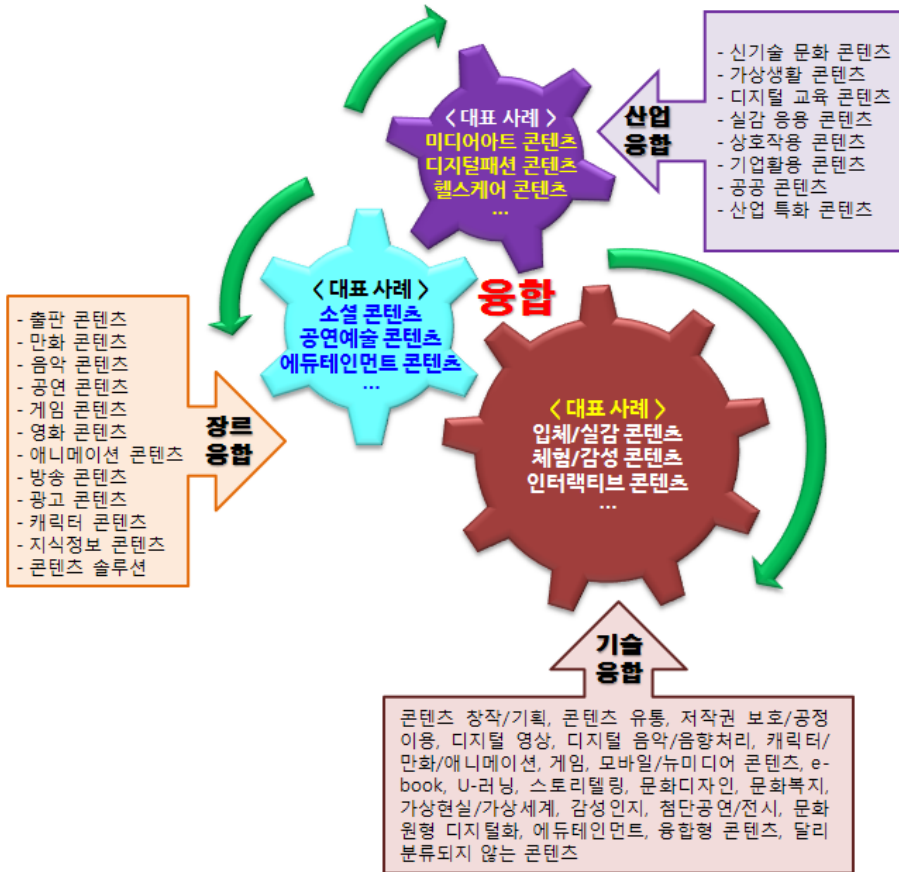 - 신기술 문화 콘텐츠
- 가상생활 콘텐츠
- 디지털 교육 콘텐츠
- 실감 응용 콘텐츠
- 상호작용 콘텐츠
- 기업활용 콘텐츠
- 공공 콘텐츠
- 산업 특화 콘텐츠
산업
융합
< 대표 사례 >
미디어아트 콘텐츠
디지털패션 콘텐츠
헬스케어 콘텐츠
...
융합
< 대표 사례 >
소셜 콘텐츠
공연예술 콘텐츠
에듀테인먼트 콘텐츠
...
- 출판 콘텐츠
- 만화 콘텐츠
- 음악 콘텐츠
- 공연 콘텐츠
- 게임 콘텐츠
- 영화 콘텐츠
- 애니메이션 콘텐츠
- 방송 콘텐츠
- 광고 콘텐츠
- 캐릭터 콘텐츠
- 지식정보 콘텐츠
- 콘텐츠 솔루션
장르
융합
< 대표 사례 >
입체/실감 콘텐츠
체험/감성 콘텐츠
인터랙티브 콘텐츠
...
기술
융합
콘텐츠 창작/기획, 콘텐츠 유통, 저작권 보호/공정
이용, 디지털 영상, 디지털 음악/음향처리, 캐릭터/
만화/애니메이션, 게임, 모바일/뉴미디어 콘텐츠, e-
book, U-러닝, 스토리텔링, 문화디자인, 문화복지,
가상현실/가상세계, 감성인지, 첨단공연/전시, 문화
원형 디지털화, 에듀테인먼트, 융합형 콘텐츠, 달리
분류되지 않는 콘텐츠